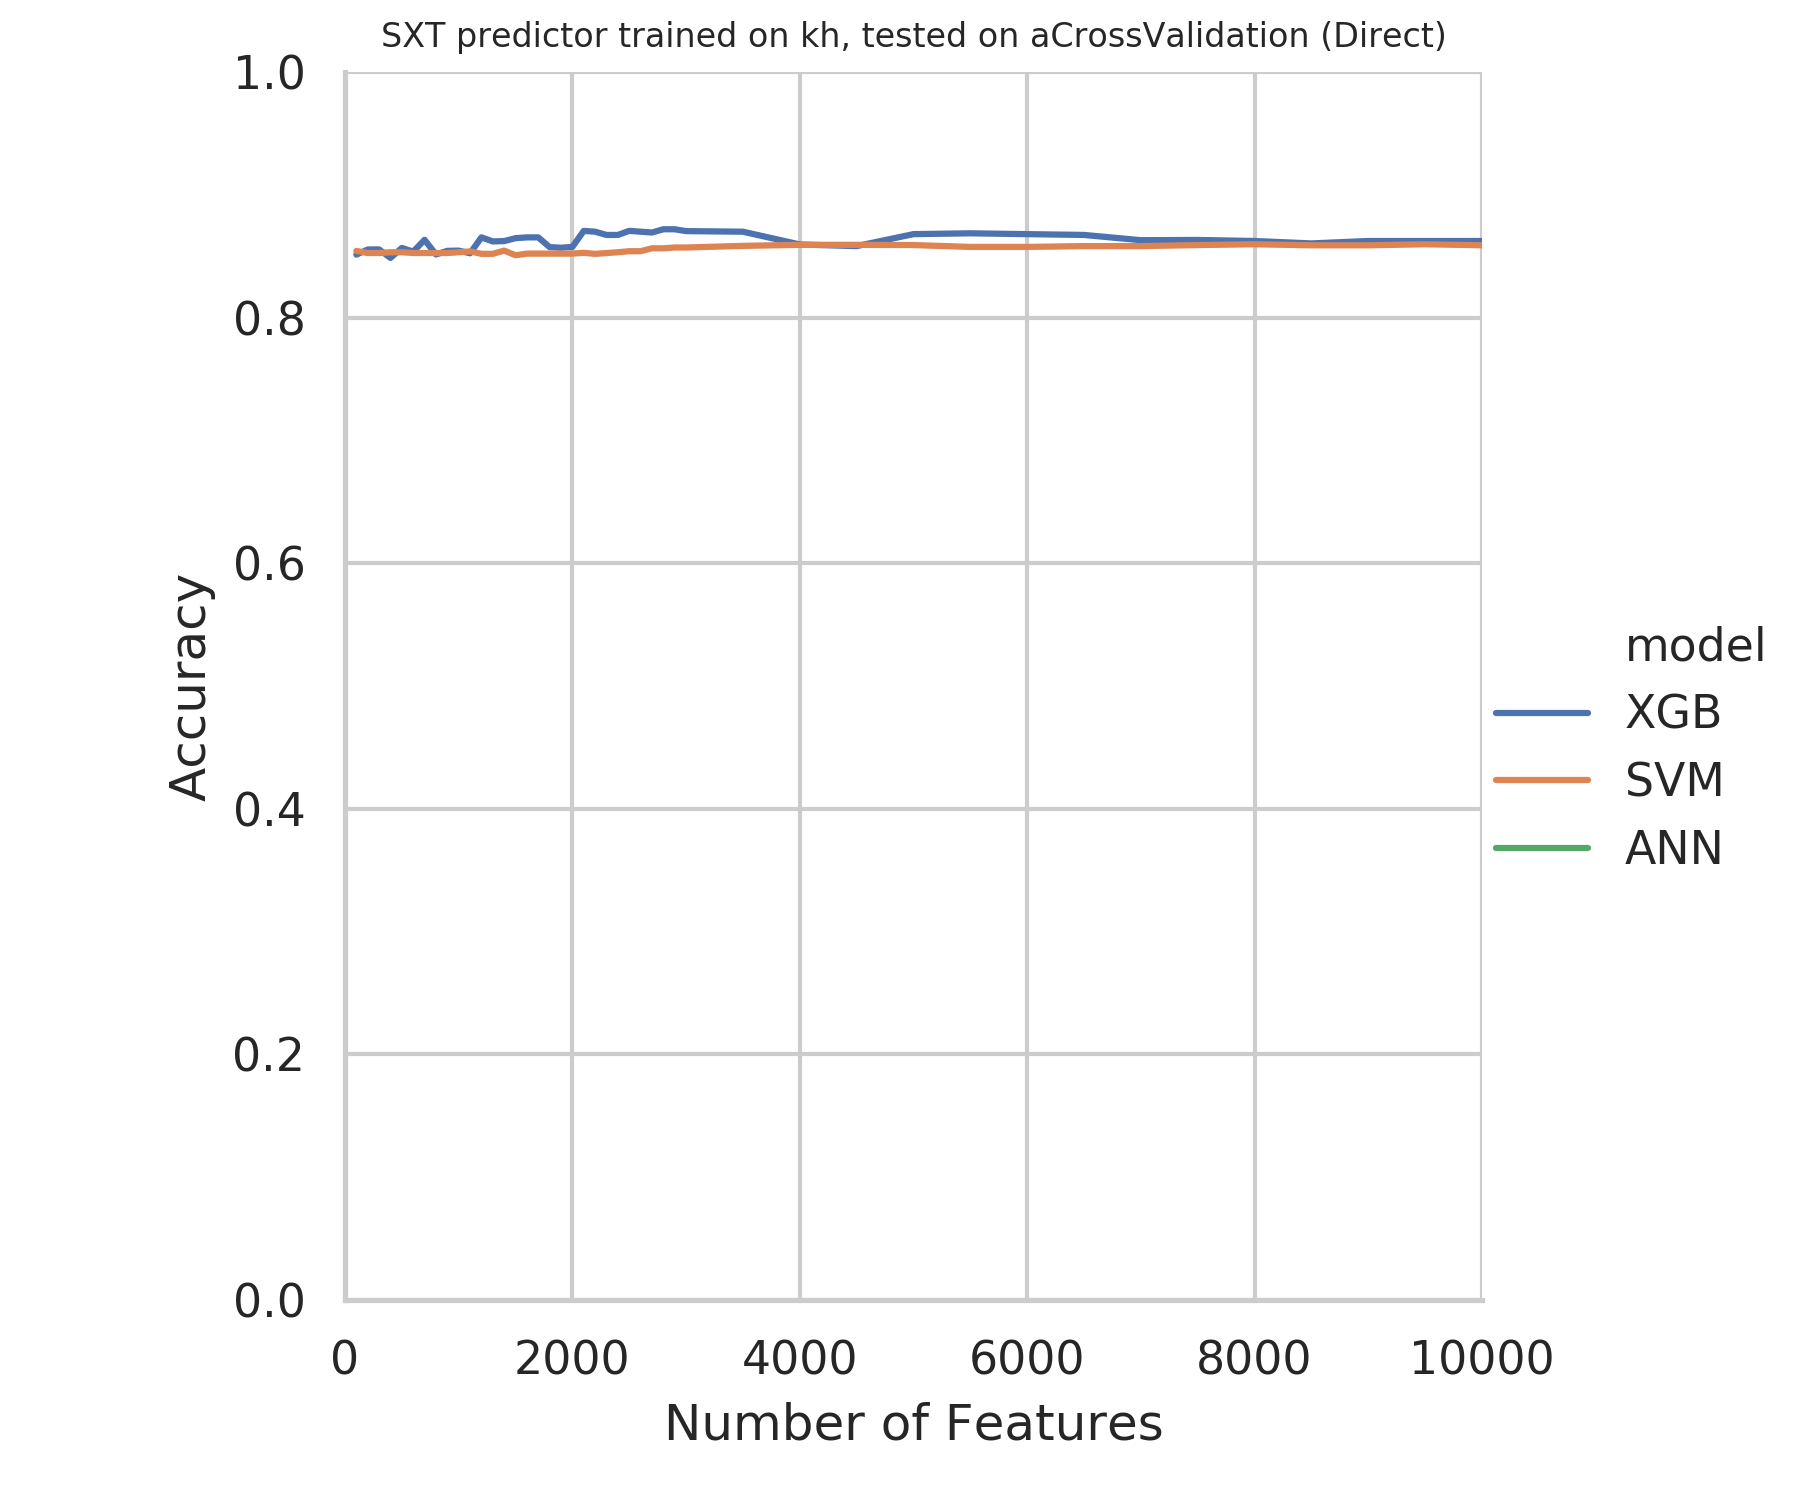 SXT predictor trained on kh, tested on aCrossValidation (Direct)
1.0
0.8
0.6
0.4
0.2
0.0
Accuracy
0 2000 4000 6000 8000 10000
Number of Features
model
XGB
SVM
ANN